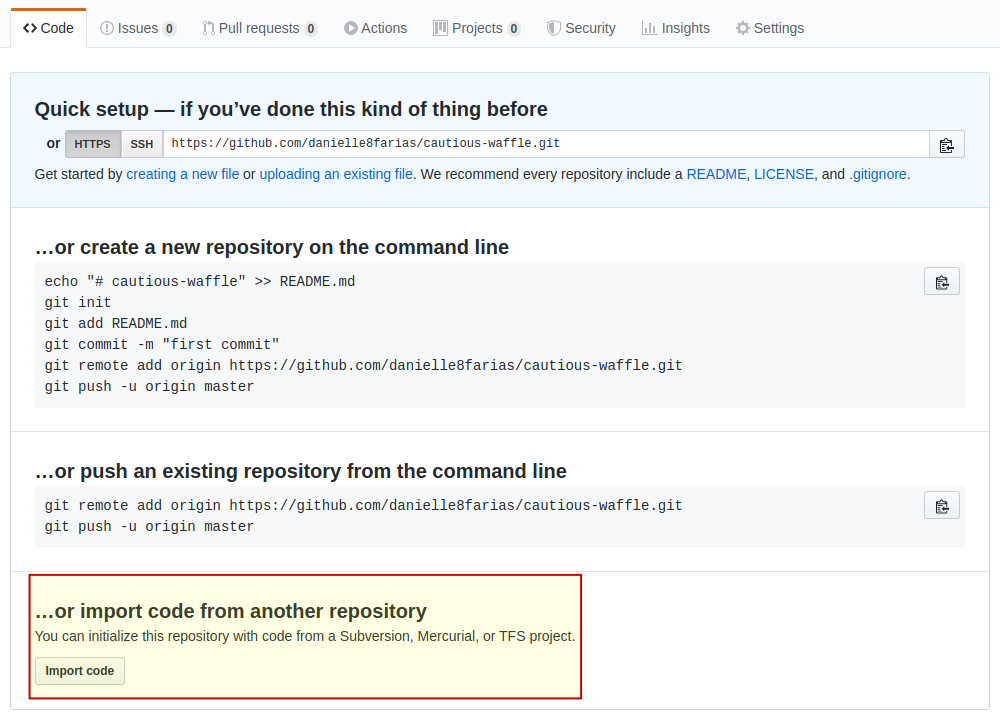 Code Issues 0 Pull requests 0 Actions Projects 0 Security Insights Settings
Quick setup — if you’ve done this kind of thing before
or HTTPS SSH https://github.com/danielle8farias/cautious-waffle.git
Get started by creating a new file or uploading an existing file. We recommend every repository include a README, LICENSE, and .gitignore.
…or create a new repository on the command line
echo "# cautious-waffle" >> README.md
git init
git add README.md
git commit -m "first commit"
git remote add origin https://github.com/danielle8farias/cautious-waffle.git
git push -u origin master
…or push an existing repository from the command line
git remote add origin https://github.com/danielle8farias/cautious-waffle.git
git push -u origin master
…or import code from another repository
You can initialize this repository with code from a Subversion, Mercurial, or TFS project.
Import code